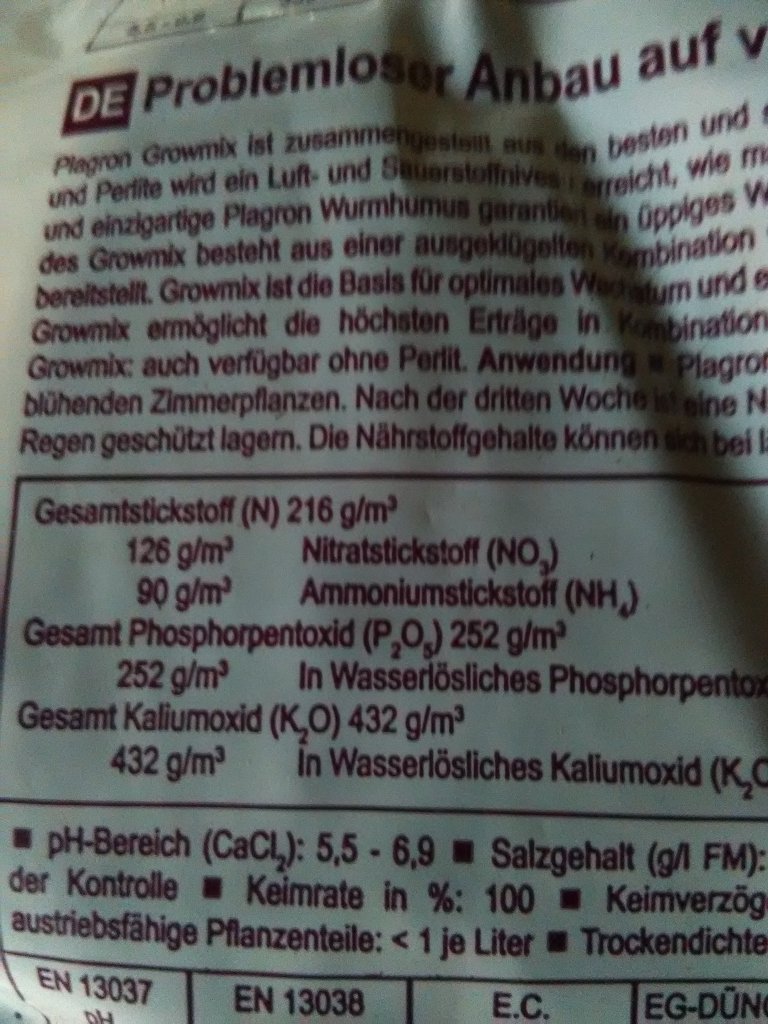 DE Problemloser Anbau auf v
Plagron Growmix ist zusammengestellt aus den besten und
und Perlite wird ein Luft- und Sauerstoffnivea erreicht, wie
und einzigartige Plagron Wurmhumus garantiert ein üppiges
des Growmix besteht aus einer ausgeklügelten Kombination
bereitstellt. Growmix ist die Basis für optimales Wachstum und
Growmix ermöglicht die höchsten Erträge in Kombination
Growmix: auch verfügbar ohne Perlit. Anwendung ■ Plagron
blühenden Zimmerpflanzen. Nach der dritten Woche ist eine N
Regen geschützt lagern. Die Nährstoffgehalte können sich bei
Gesamtstickstoff (N) 216 g/m³
126 g/m³ Nitratstickstoff (NO₃)
90 g/m³ Ammoniumstickstoff (NH₄)
Gesamt Phosphorpentoxid (P₂O₅) 252 g/m³
252 g/m³ In Wasserlösliches Phosphorpentox
Gesamt Kaliumoxid (K₂O) 432 g/m³
432 g/m³ In Wasserlösliches Kaliumoxid (K₂O
■ pH-Bereich (CaCl₂): 5,5 - 6,9 ■ Salzgehalt (g/l FM):
der Kontrolle ■ Keimrate in %: 100 ■ Keimverzög
austriebsfähige Pflanzenteile: < 1 je Liter ■ Trockendichte
EN 13037 EN 13038 E.C. EG-DÜNG
pH